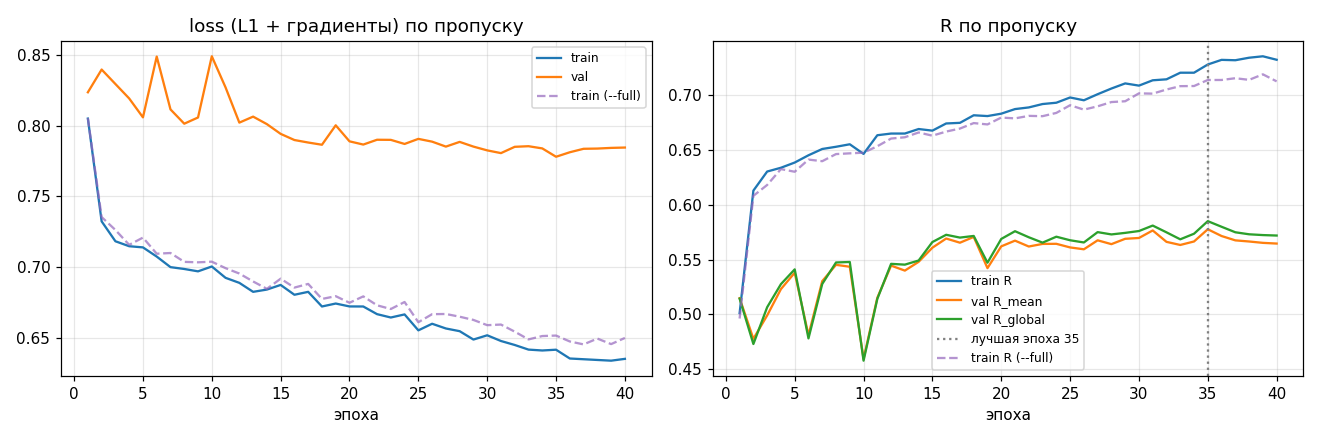 loss (L1 + градиенты) по пропуску
0.85
0.80
0.75
0.70
0.65
train
val
train (--full)
0 5 10 15 20 25 30 35 40
эпоха
R по пропуску
0.70
0.65
0.60
0.55
0.50
0.45
train R
val R_mean
val R_global
лучшая эпоха 35
train R (--full)
0 5 10 15 20 25 30 35 40
эпоха